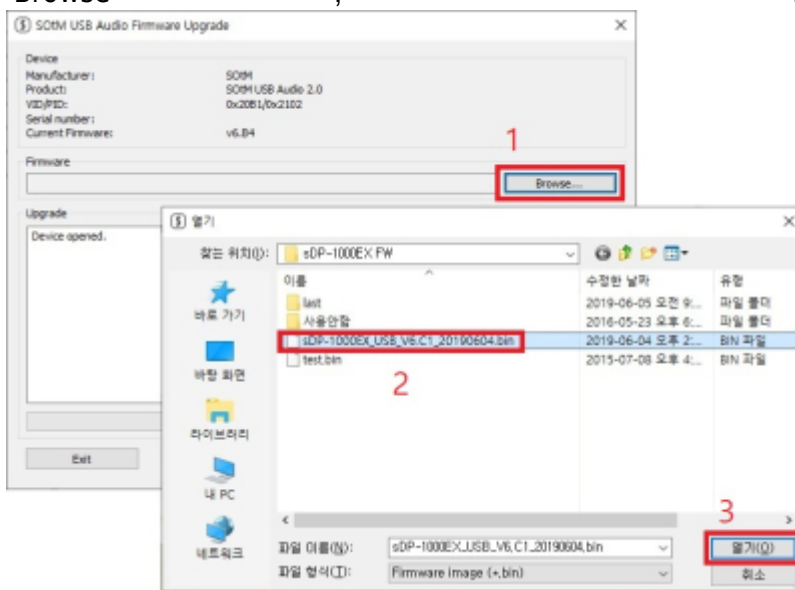 Browse
SOtM USB Audio Firmware Upgrade
Device
Manufacturer: SOtM
Product: SOtM USB Audio 2.0
VID/PID: 0x20B1/0x2102
Serial number:
Current Firmware: v6.B4
1
Firmware
Browse...
Upgrade
Device opened.
Exit
열기
찾는 위치(I): sDP-1000EX FW
이름 수정한 날짜 유형
last 2019-06-05 오전 9:... 파일 폴더
사용안함 2016-05-23 오후 6:... 파일 폴더
sDP-1000EX_USB_V6.C1_20190604.bin 2019-06-04 오후 2:... BIN 파일
test.bin 2015-07-08 오후 4:... BIN 파일
2
바로 가기
바탕 화면
라이브러리
내 PC
네트워크
3
파일 이름(N): sDP-1000EX_USB_V6.C1_20190604.bin 열기(O)
파일 형식(T): Firmware image (*.bin) 취소